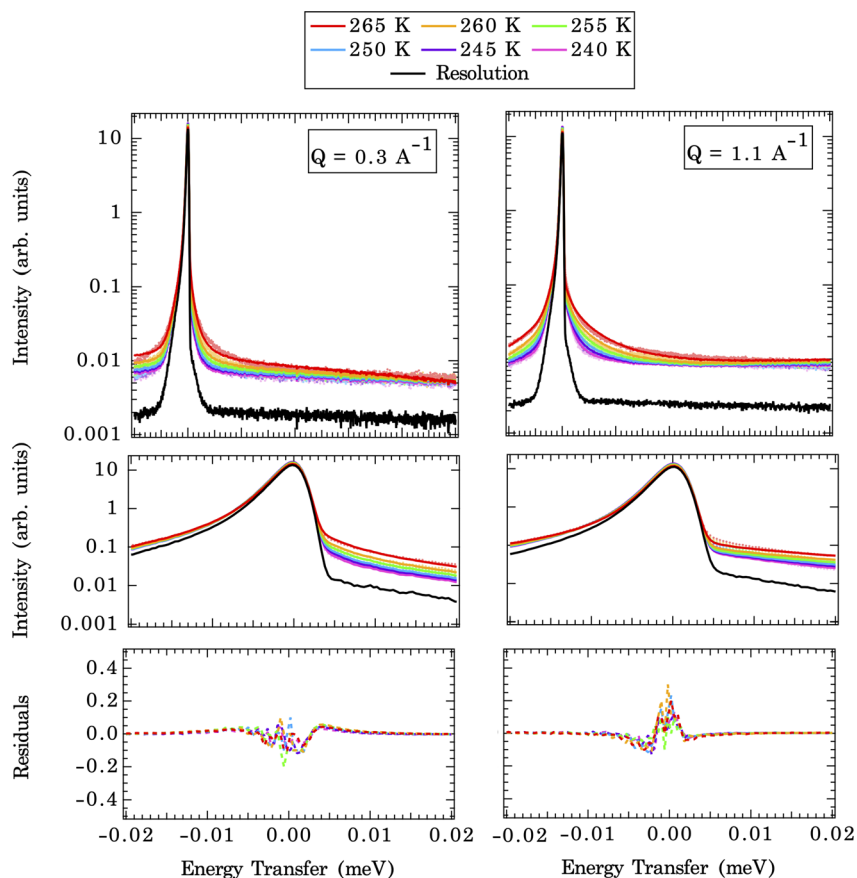 265 K 260 K 255 K
250 K 245 K 240 K
Resolution
Q = 0.3 A⁻¹
Q = 1.1 A⁻¹
Intensity (arb. units)
10
1
0.1
0.01
0.001
Intensity (arb. units)
10
1
0.1
0.01
0.001
Residuals
0.4
0.2
0.0
-0.2
-0.4
-0.02 -0.01 0.00 0.01 0.02
-0.02 -0.01 0.00 0.01 0.02
Energy Transfer (meV)
Energy Transfer (meV)